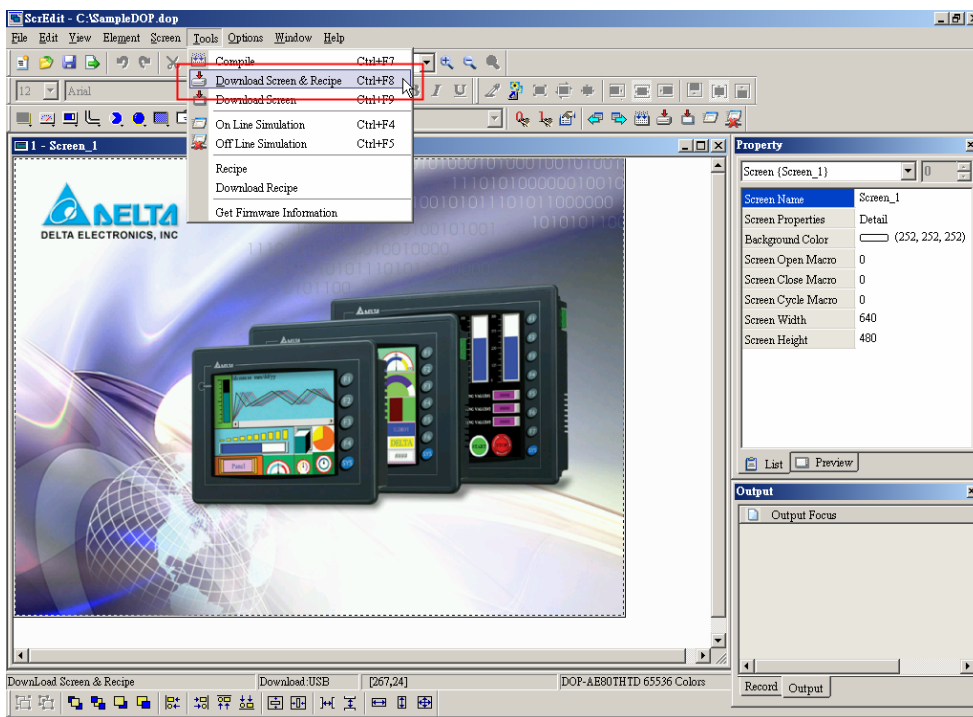 ScrEdit - C:\SampleDOP.dop
File Edit View Element Screen Tools Options Window Help
Compile Ctrl+F7
Download Screen & Recipe Ctrl+F8
Download Screen Ctrl+F9
On Line Simulation Ctrl+F4
Off Line Simulation Ctrl+F5
Recipe
Download Recipe
Get Firmware Information
12 Arial
B I U
1 - Screen_1
DELTA
DELTA ELECTRONICS, INC
Property
Screen {Screen_1} 0
Screen Name Screen_1
Screen Properties Detail
Background Color (252, 252, 252)
Screen Open Macro 0
Screen Close Macro 0
Screen Cycle Macro 0
Screen Width 640
Screen Height 480
List Preview
Output
Output Focus
Record Output
DownLoad Screen & Recipe Download:USB [267,24] DOP-AE80THTD 65536 Colors